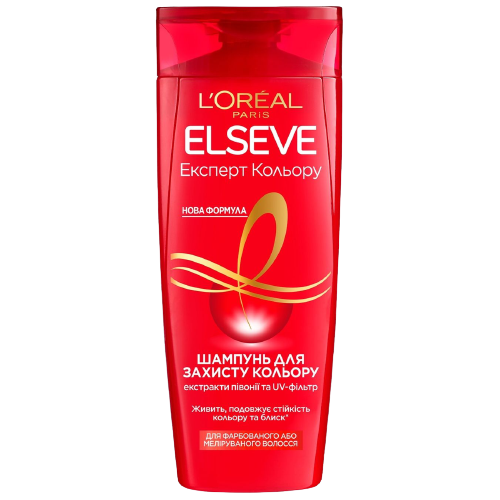 L'ORÉAL
PARIS
ELSEVE
Експерт Кольору
НОВА ФОРМУЛА
ШАМПУНЬ ДЛЯ
ЗАХИСТУ КОЛЬОРУ
екстракти півонії та UV-фільтр
Живить, подовжує стійкість
кольору та блиск*
ДЛЯ ФАРБОВАНОГО АБО
МЕЛІРУВАНОГО ВОЛОССЯ